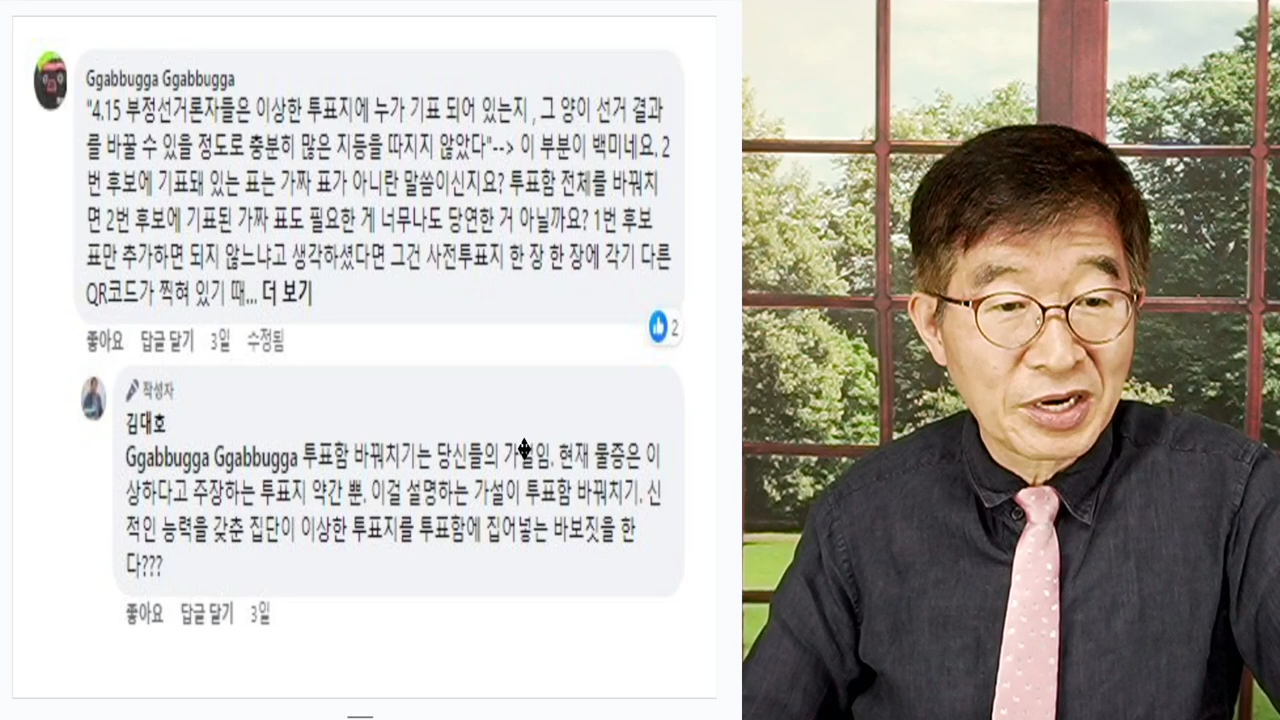 Ggabbugga Ggabbugga
"4.15 부정선거론자들은 이상한 투표지에 누가 기표 되어 있는지 , 그 양이 선거 결과
를 바꿀 수 있을 정도로 충분히 많은 지등을 따지지 않았다"--> 이 부분이 백미네요. 2
번 후보에 기표돼 있는 표는 가짜 표가 아니란 말씀이신지요? 투표함 전체를 바꿔치
면 2번 후보에 기표된 가짜 표도 필요한 게 너무나도 당연한 거 아닐까요? 1번 후보
표만 추가하면 되지 않느냐고 생각하셨다면 그건 사전투표지 한 장 한 장에 각기 다른
QR코드가 찍혀 있기 때... 더 보기
좋아요 답글 달기 3일 수정됨
2
작성자
김대호
Ggabbugga Ggabbugga 투표함 바꿔치기는 당신들의 가설임. 현재 물증은 이
상하다고 주장하는 투표지 약간 뿐. 이걸 설명하는 가설이 투표함 바꿔치기. 신
적인 능력을 갖춘 집단이 이상한 투표지를 투표함에 집어넣는 바보짓을 한
다???
좋아요 답글 달기 3일